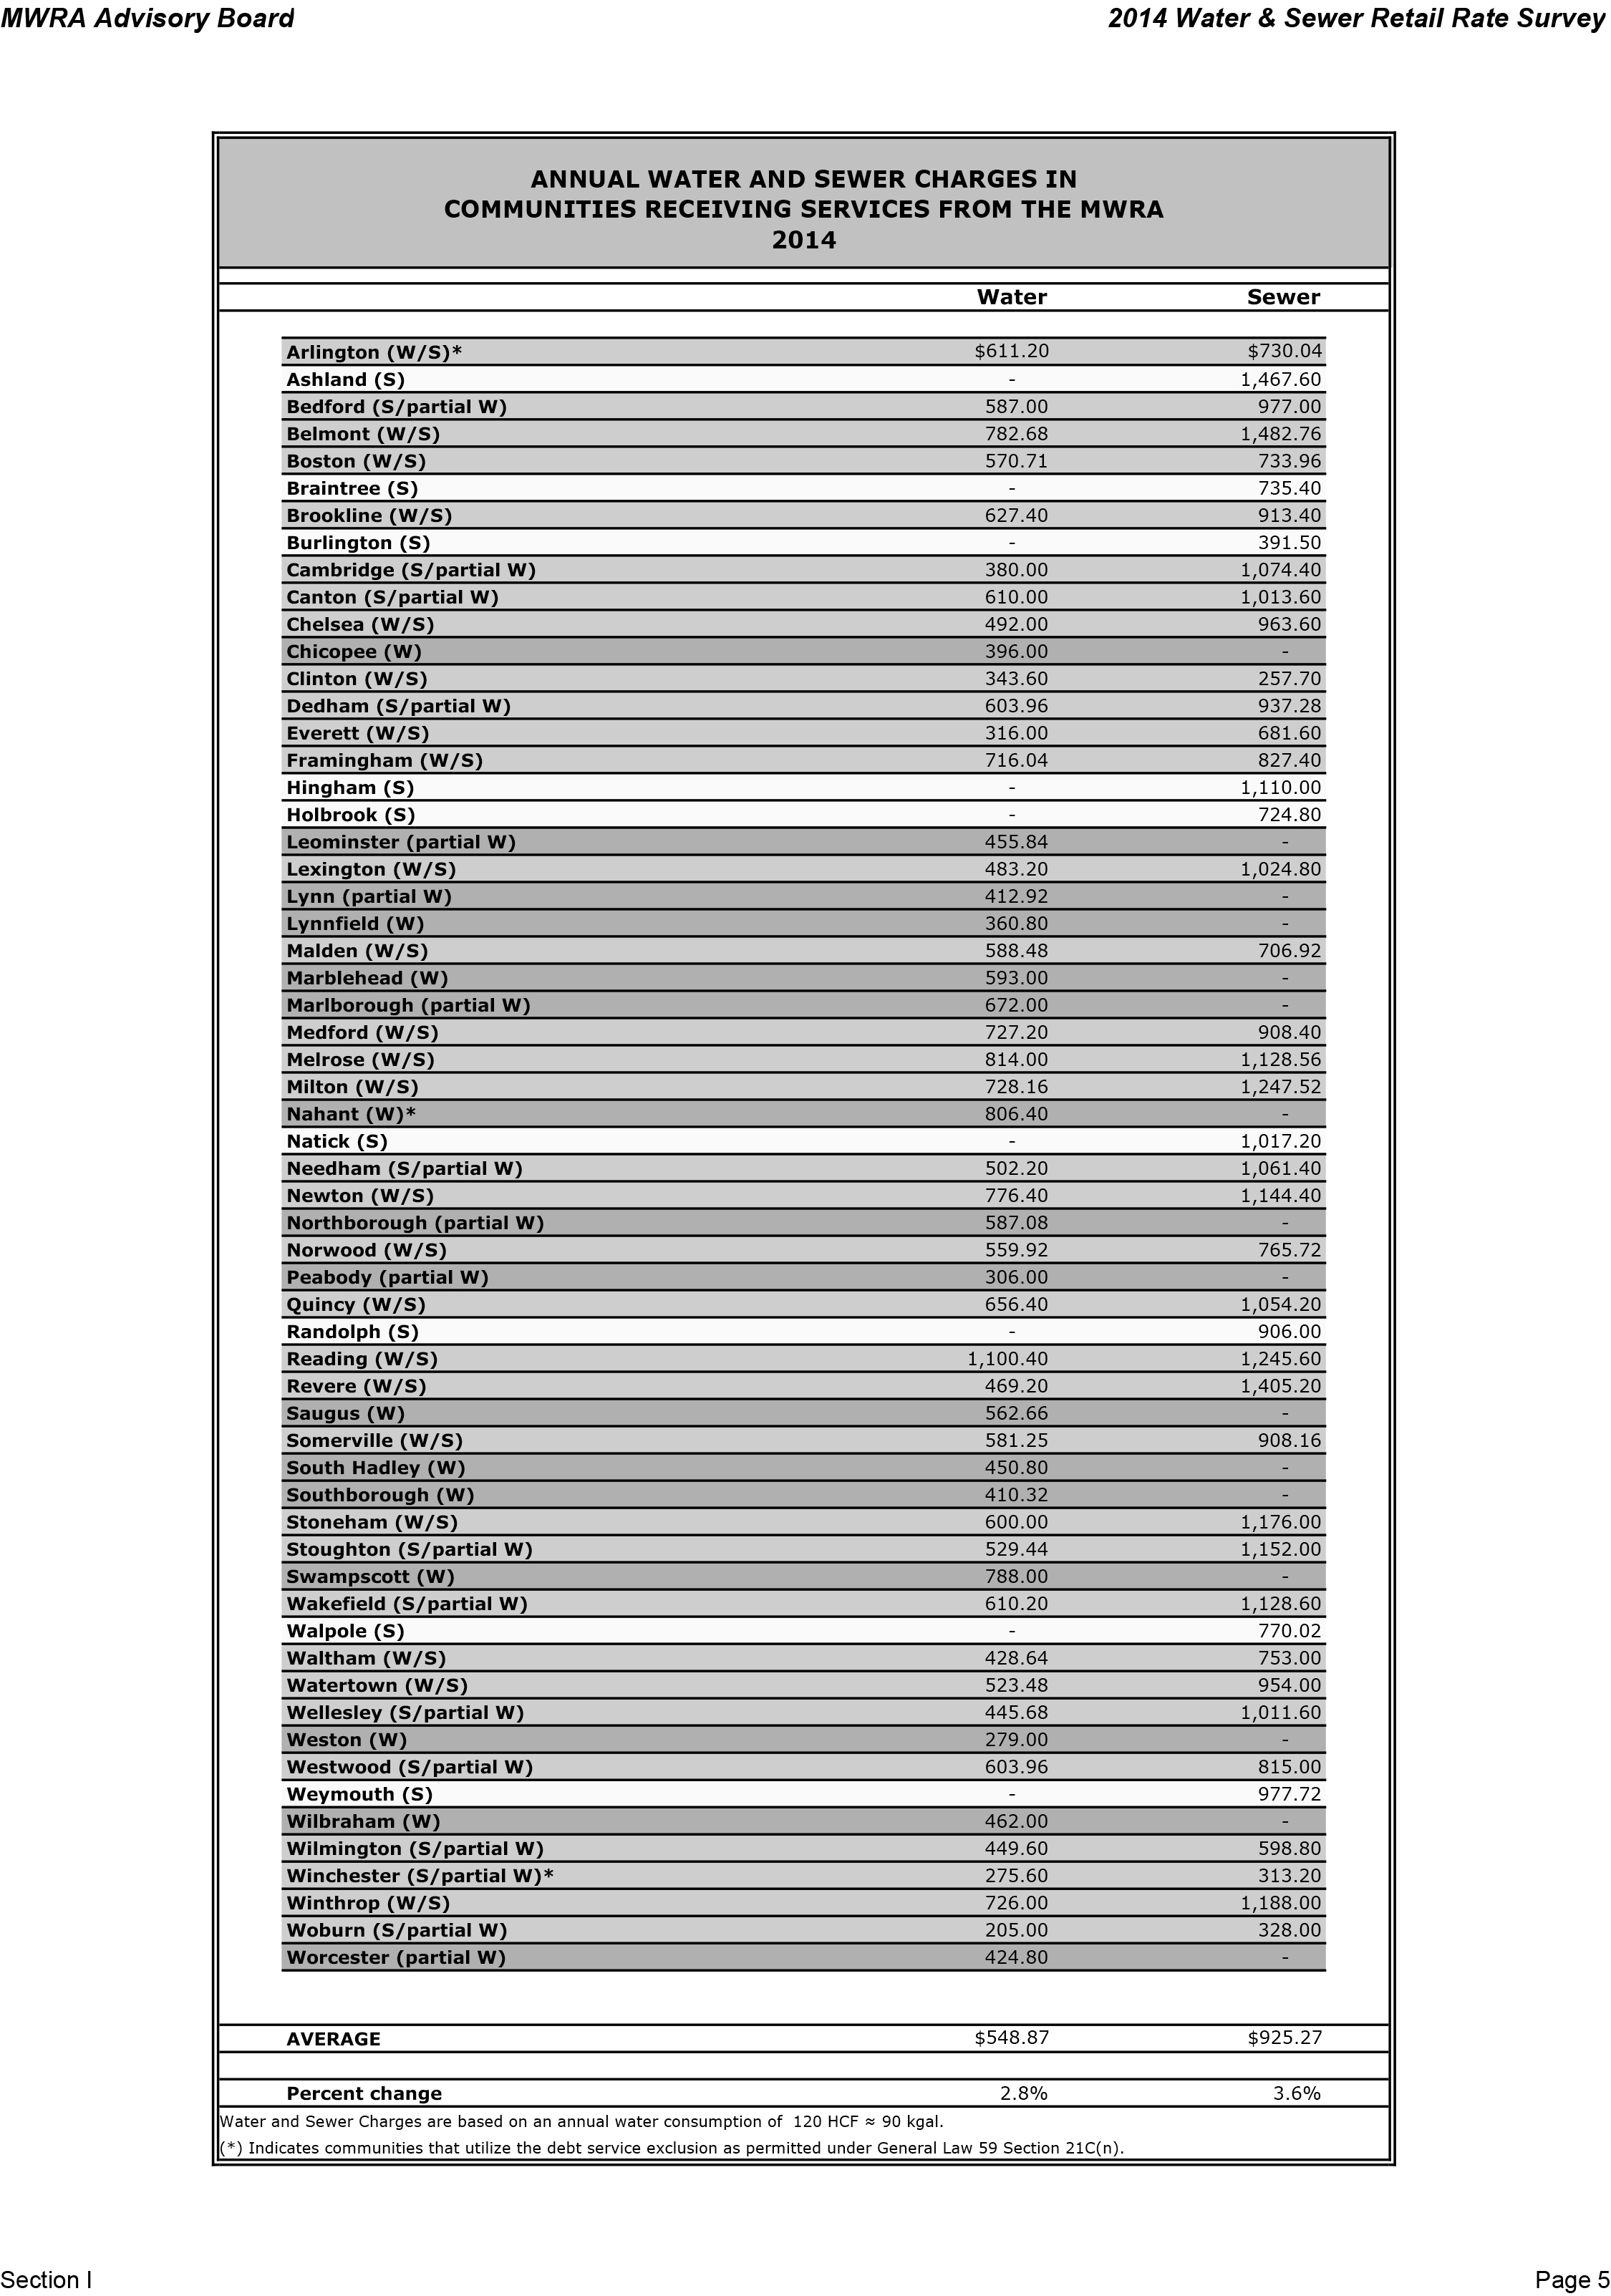 MWRA Advisory Board 2014 Water & Sewer Retail Rate Survey
ANNUAL WATER AND SEWER CHARGES IN
COMMUNITIES RECEIVING SERVICES FROM THE MWRA
2014
Water Sewer
Arlington (W/S)* $611.20 $730.04
Ashland (S) - 1,467.60
Bedford (S/partial W) 587.00 977.00
Belmont (W/S) 782.68 1,482.76
Boston (W/S) 570.71 733.96
Braintree (S) - 735.40
Brookline (W/S) 627.40 913.40
Burlington (S) - 391.50
Cambridge (S/partial W) 380.00 1,074.40
Canton (S/partial W) 610.00 1,013.60
Chelsea (W/S) 492.00 963.60
Chicopee (W) 396.00 -
Clinton (W/S) 343.60 257.70
Dedham (S/partial W) 603.96 937.28
Everett (W/S) 316.00 681.60
Framingham (W/S) 716.04 827.40
Hingham (S) - 1,110.00
Holbrook (S) - 724.80
Leominster (partial W) 455.84 -
Lexington (W/S) 483.20 1,024.80
Lynn (partial W) 412.92 -
Lynnfield (W) 360.80 -
Malden (W/S) 588.48 706.92
Marblehead (W) 593.00 -
Marlborough (partial W) 672.00 -
Medford (W/S) 727.20 908.40
Melrose (W/S) 814.00 1,128.56
Milton (W/S) 728.16 1,247.52
Nahant (W)* 806.40 -
Natick (S) - 1,017.20
Needham (S/partial W) 502.20 1,061.40
Newton (W/S) 776.40 1,144.40
Northborough (partial W) 587.08 -
Norwood (W/S) 559.92 765.72
Peabody (partial W) 306.00 -
Quincy (W/S) 656.40 1,054.20
Randolph (S) - 906.00
Reading (W/S) 1,100.40 1,245.60
Revere (W/S) 469.20 1,405.20
Saugus (W) 562.66 -
Somerville (W/S) 581.25 908.16
South Hadley (W) 450.80 -
Southborough (W) 410.32 -
Stoneham (W/S) 600.00 1,176.00
Stoughton (S/partial W) 529.44 1,152.00
Swampscott (W) 788.00 -
Wakefield (S/partial W) 610.20 1,128.60
Walpole (S) - 770.02
Waltham (W/S) 428.64 753.00
Watertown (W/S) 523.48 954.00
Wellesley (S/partial W) 445.68 1,011.60
Weston (W) 279.00 -
Westwood (S/partial W) 603.96 815.00
Weymouth (S) - 977.72
Wilbraham (W) 462.00 -
Wilmington (S/partial W) 449.60 598.80
Winchester (S/partial W)* 275.60 313.20
Winthrop (W/S) 726.00 1,188.00
Woburn (S/partial W) 205.00 328.00
Worcester (partial W) 424.80 -
AVERAGE $548.87 $925.27
Percent change 2.8% 3.6%
Water and Sewer Charges are based on an annual water consumption of 120 HCF ≈ 90 kgal.
(*) Indicates communities that utilize the debt service exclusion as permitted under General Law 59 Section 21C(n).
Section I Page 5